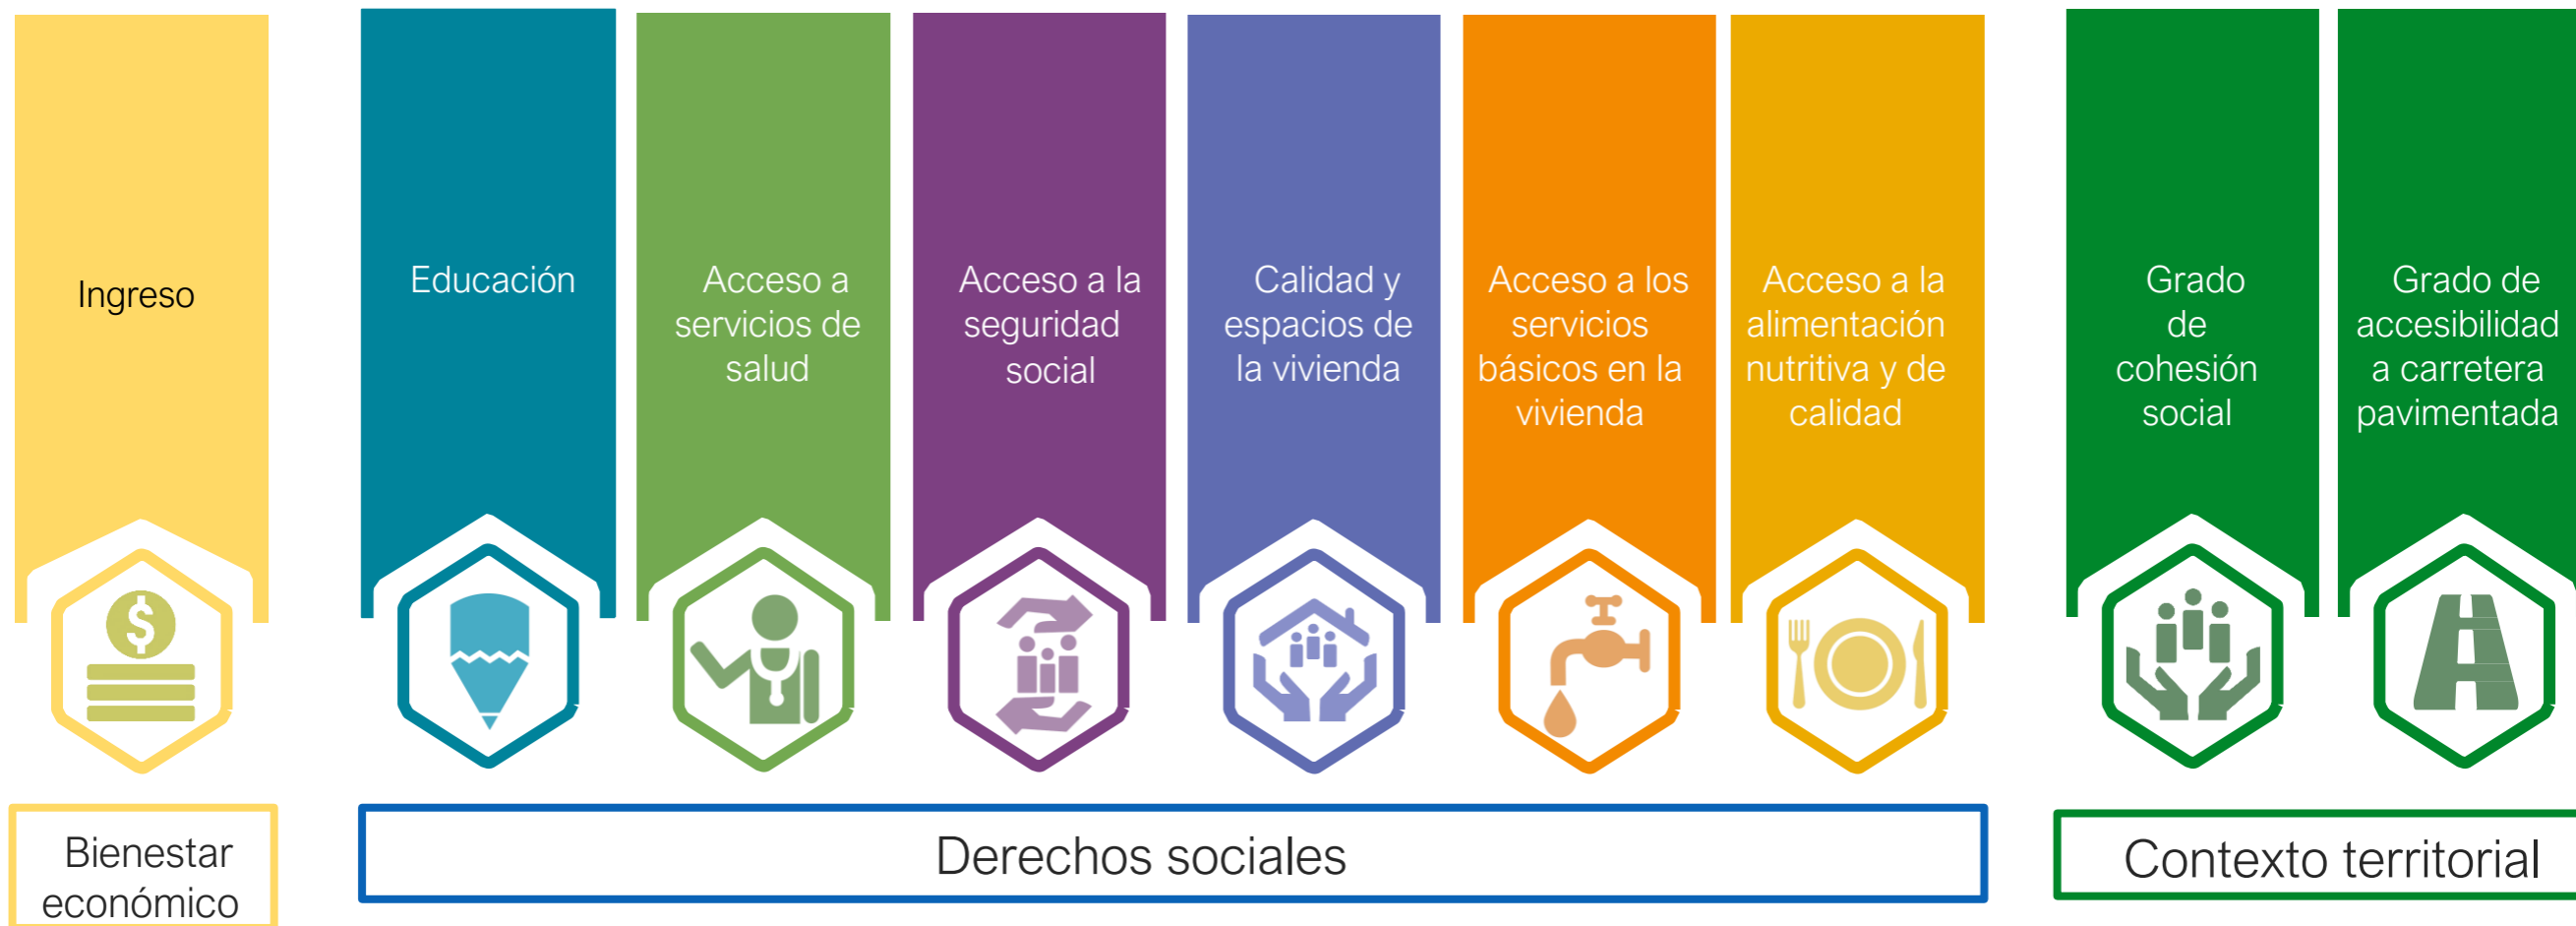 Ingreso
Educación
Acceso a
servicios de
salud
Acceso a la
seguridad
social
Calidad y
espacios de
la vivienda
Acceso a los
servicios
básicos en la
vivienda
Acceso a la
alimentación
nutritiva y de
calidad
Grado
de
cohesión
social
Grado de
accesibilidad
a carretera
pavimentada
$
Bienestar
económico
Derechos sociales
Contexto territorial